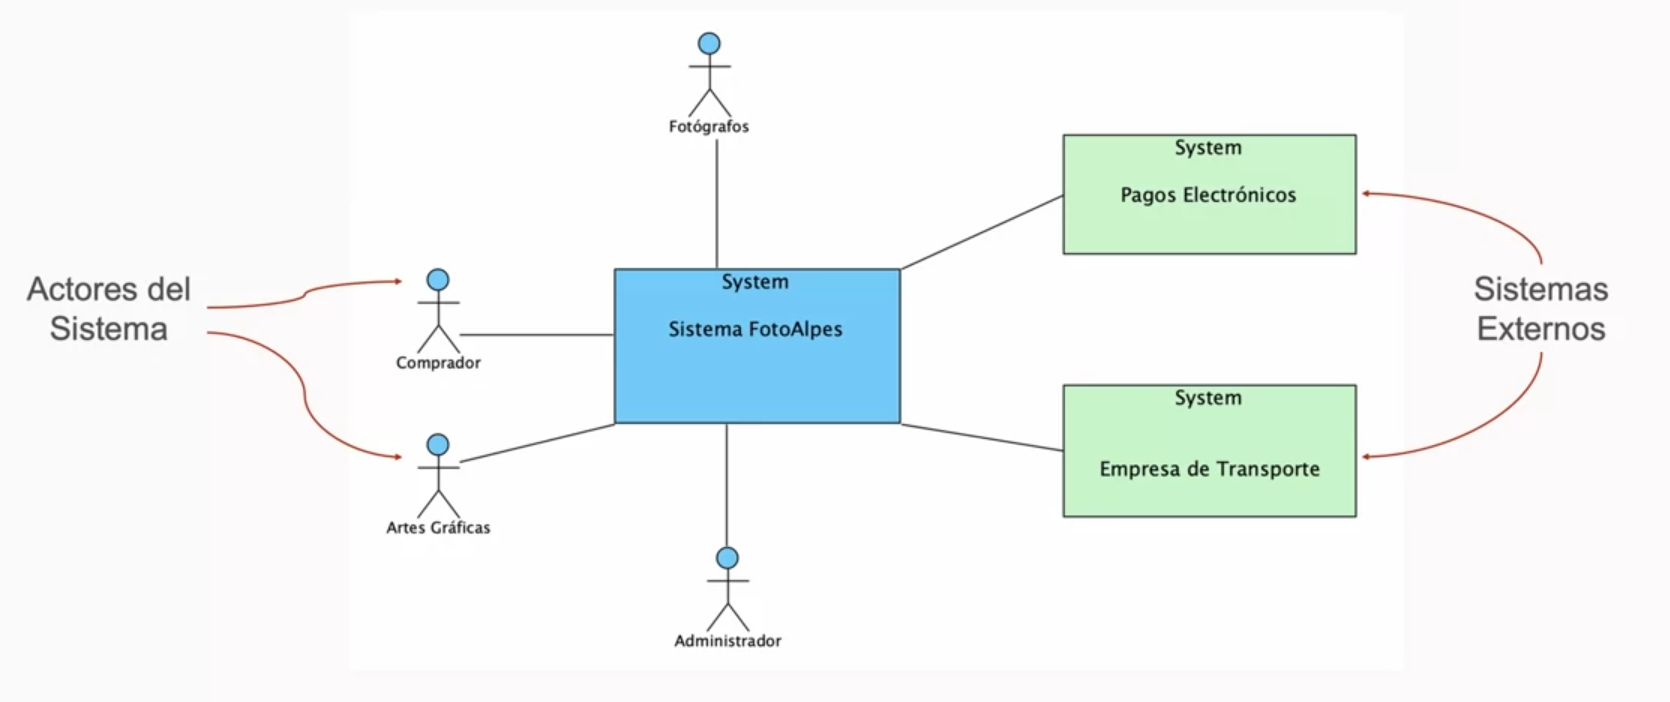 Fotógrafos
System
Pagos Electrónicos
Actores del
Sistema
Comprador
System
Sistema FotoAlpes
Sistemas
Externos
Artes Gráficas
System
Empresa de Transporte
Administrador